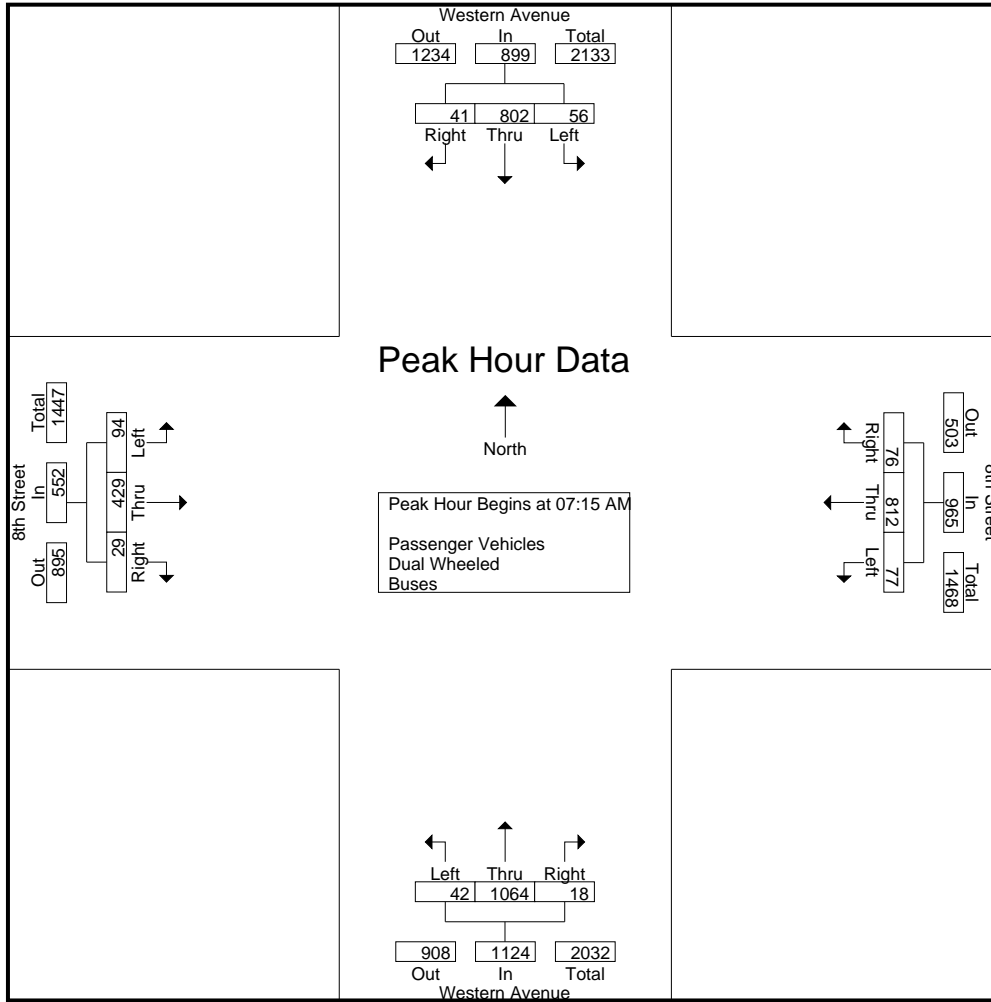 Western Avenue
Out In Total
1234 899 2133
41 802 56
Right Thru Left
Peak Hour Data
North
Peak Hour Begins at 07:15 AM
Passenger Vehicles
Dual Wheeled
Buses
8th Street
Out In Total
895 552 1447
29 429 94
Right Thru Left
8th Street
Out In Total
503 965 1468
76 812 77
Right Thru Left
Left Thru Right
42 1064 18
908 1124 2032
Out In Total
Western Avenue